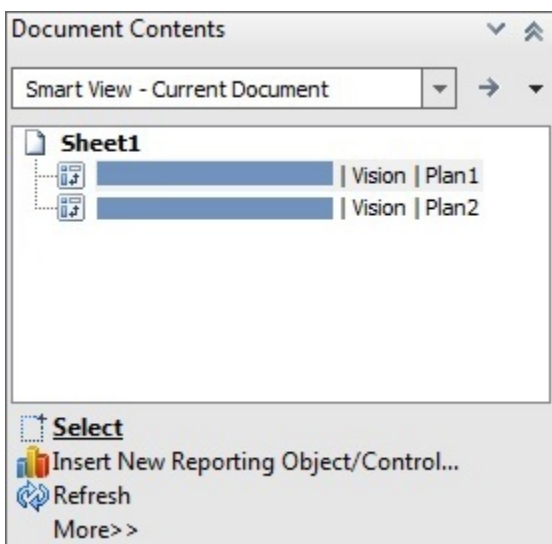 Document Contents
Smart View - Current Document
Sheet1
| Vision | Plan1
| Vision | Plan2
Select
Insert New Reporting Object/Control...
Refresh
More>>